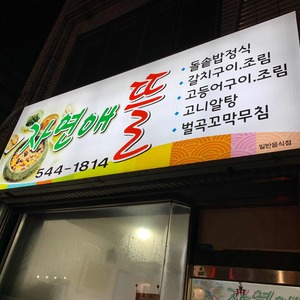 자연애 뜰
544-1814
· 돌솥밥정식
· 갈치구이.조림
· 고등어구이.조림
· 고니알탕
· 벌곡꼬막무침
일반음식점